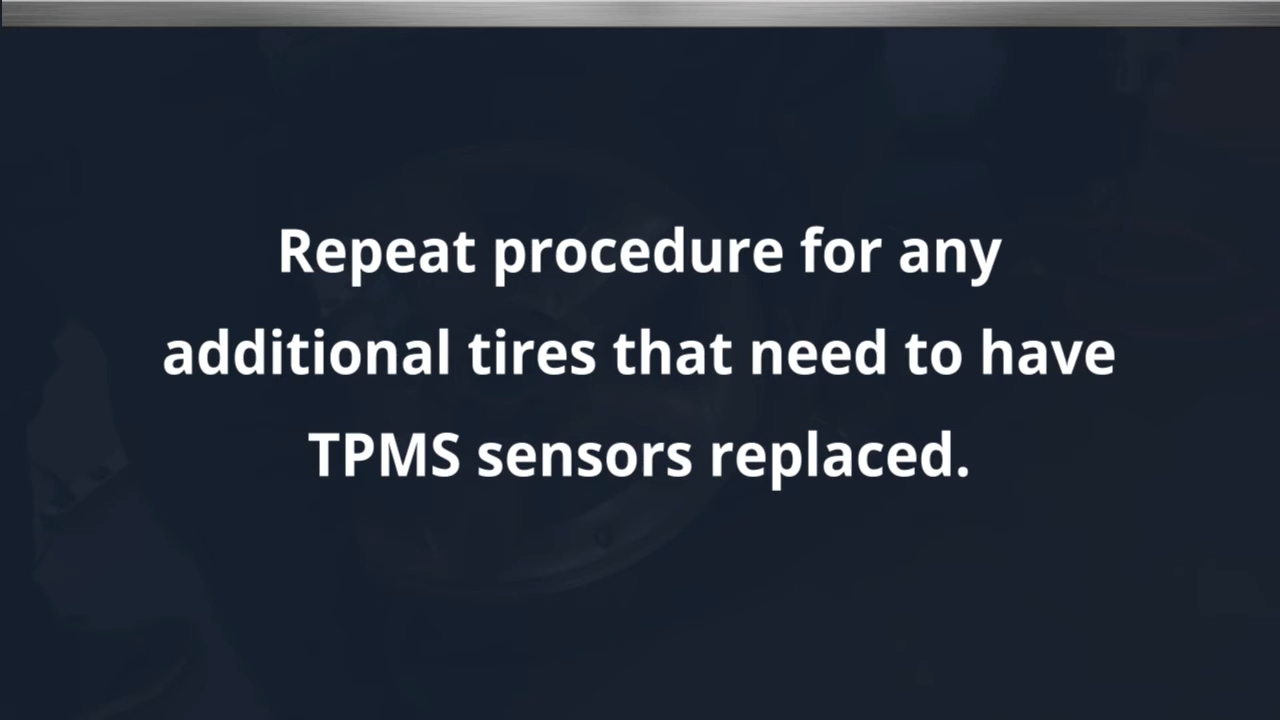 Repeat procedure for any
additional tires that need to have
TPMS sensors replaced.